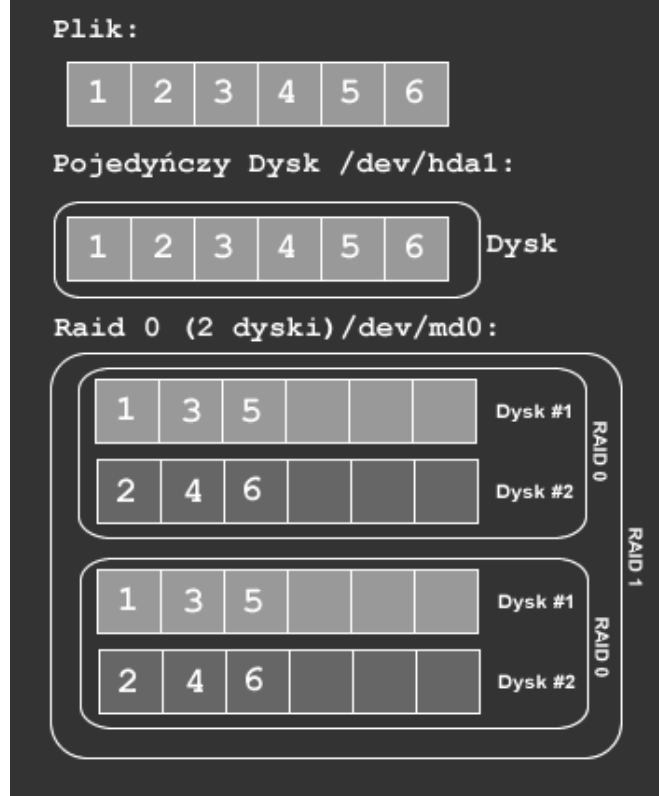 Plik:
1 2 3 4 5 6
Pojedyńczy Dysk /dev/hda1:
1 2 3 4 5 6
Dysk
Raid 0 (2 dyski)/dev/md0:
1 3 5
Dysk #1
2 4 6
Dysk #2
RAID 0
1 3 5
Dysk #1
2 4 6
Dysk #2
RAID 0
RAID 1